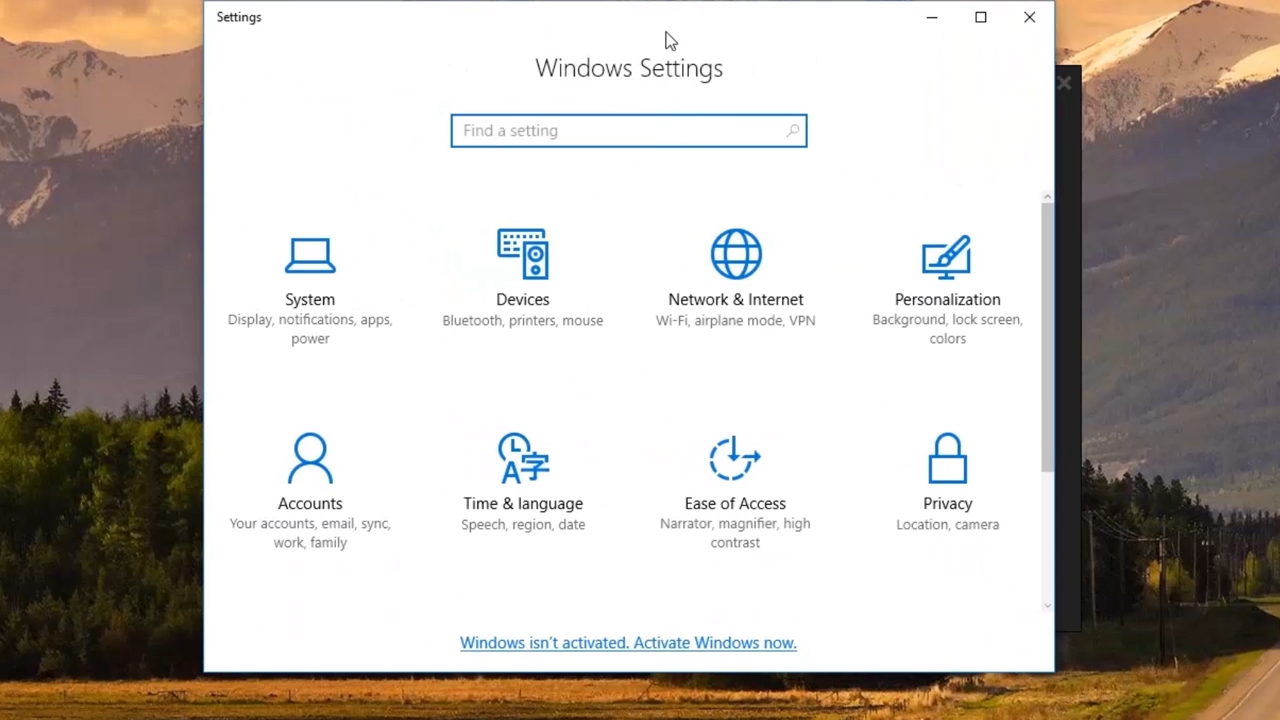 Settings
Windows Settings
Find a setting
System
Display, notifications, apps,
power
Devices
Bluetooth, printers, mouse
Network & Internet
Wi-Fi, airplane mode, VPN
Personalization
Background, lock screen,
colors
Accounts
Your accounts, email, sync,
work, family
Time & language
Speech, region, date
Ease of Access
Narrator, magnifier, high
contrast
Privacy
Location, camera
Windows isn't activated. Activate Windows now.